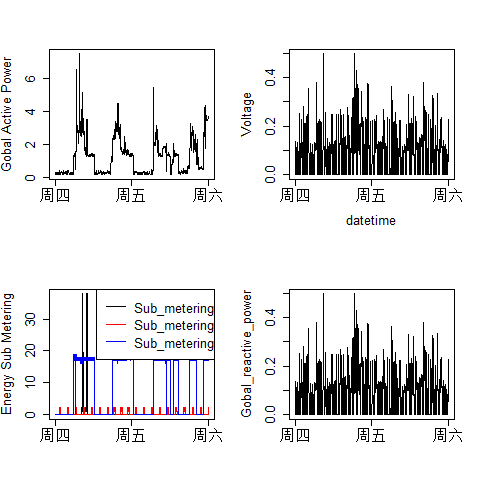 Gobal Active Power
0 2 4 6
周四 周五 周六
Voltage
0.0 0.2 0.4
周四 周五 周六
datetime
Energy Sub Metering
0 10 20 30
Sub_metering
Sub_metering
Sub_metering
周四 周五 周六
Gobal_reactive_power
0.0 0.2 0.4
周四 周五 周六